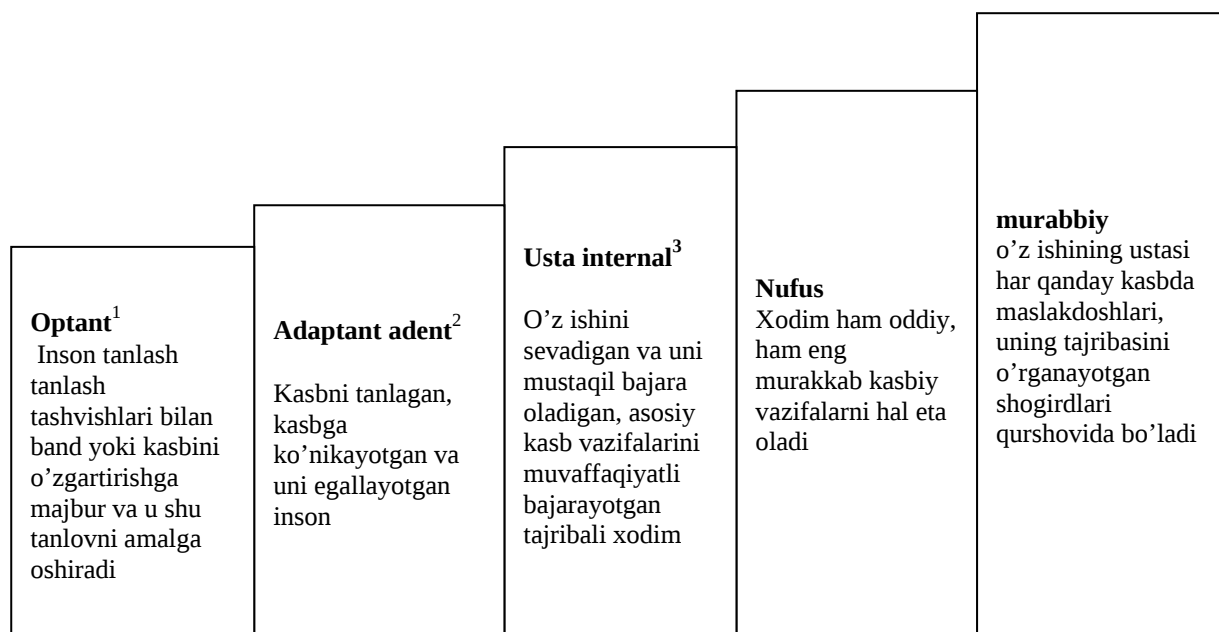 Optant¹
Inson tanlash
tanlash
tashvishlari bilan
band yoki kasbini
o’zgartirishga
majbur va u shu
tanlovni amalga
oshiradi
Adaptant adent²
Kasbni tanlagan,
kasbga
ko’nikayotgan va
uni egallayotgan
inson
Usta internal³
O’z ishini
sevadigan va uni
mustaqil bajara
oladigan, asosiy
kasb vazifalarini
muvaffaqiyatli
bajarayotgan
tajribali xodim
Nufus
Xodim ham oddiy,
ham eng
murakkab kasbiy
vazifalarni hal eta
oladi
murabbiy
o’z ishining ustasi
har qanday kasbda
maslakdoshlari,
uning tajribasini
o’rganayotgan
shogirdlari
qurshovida bo’ladi